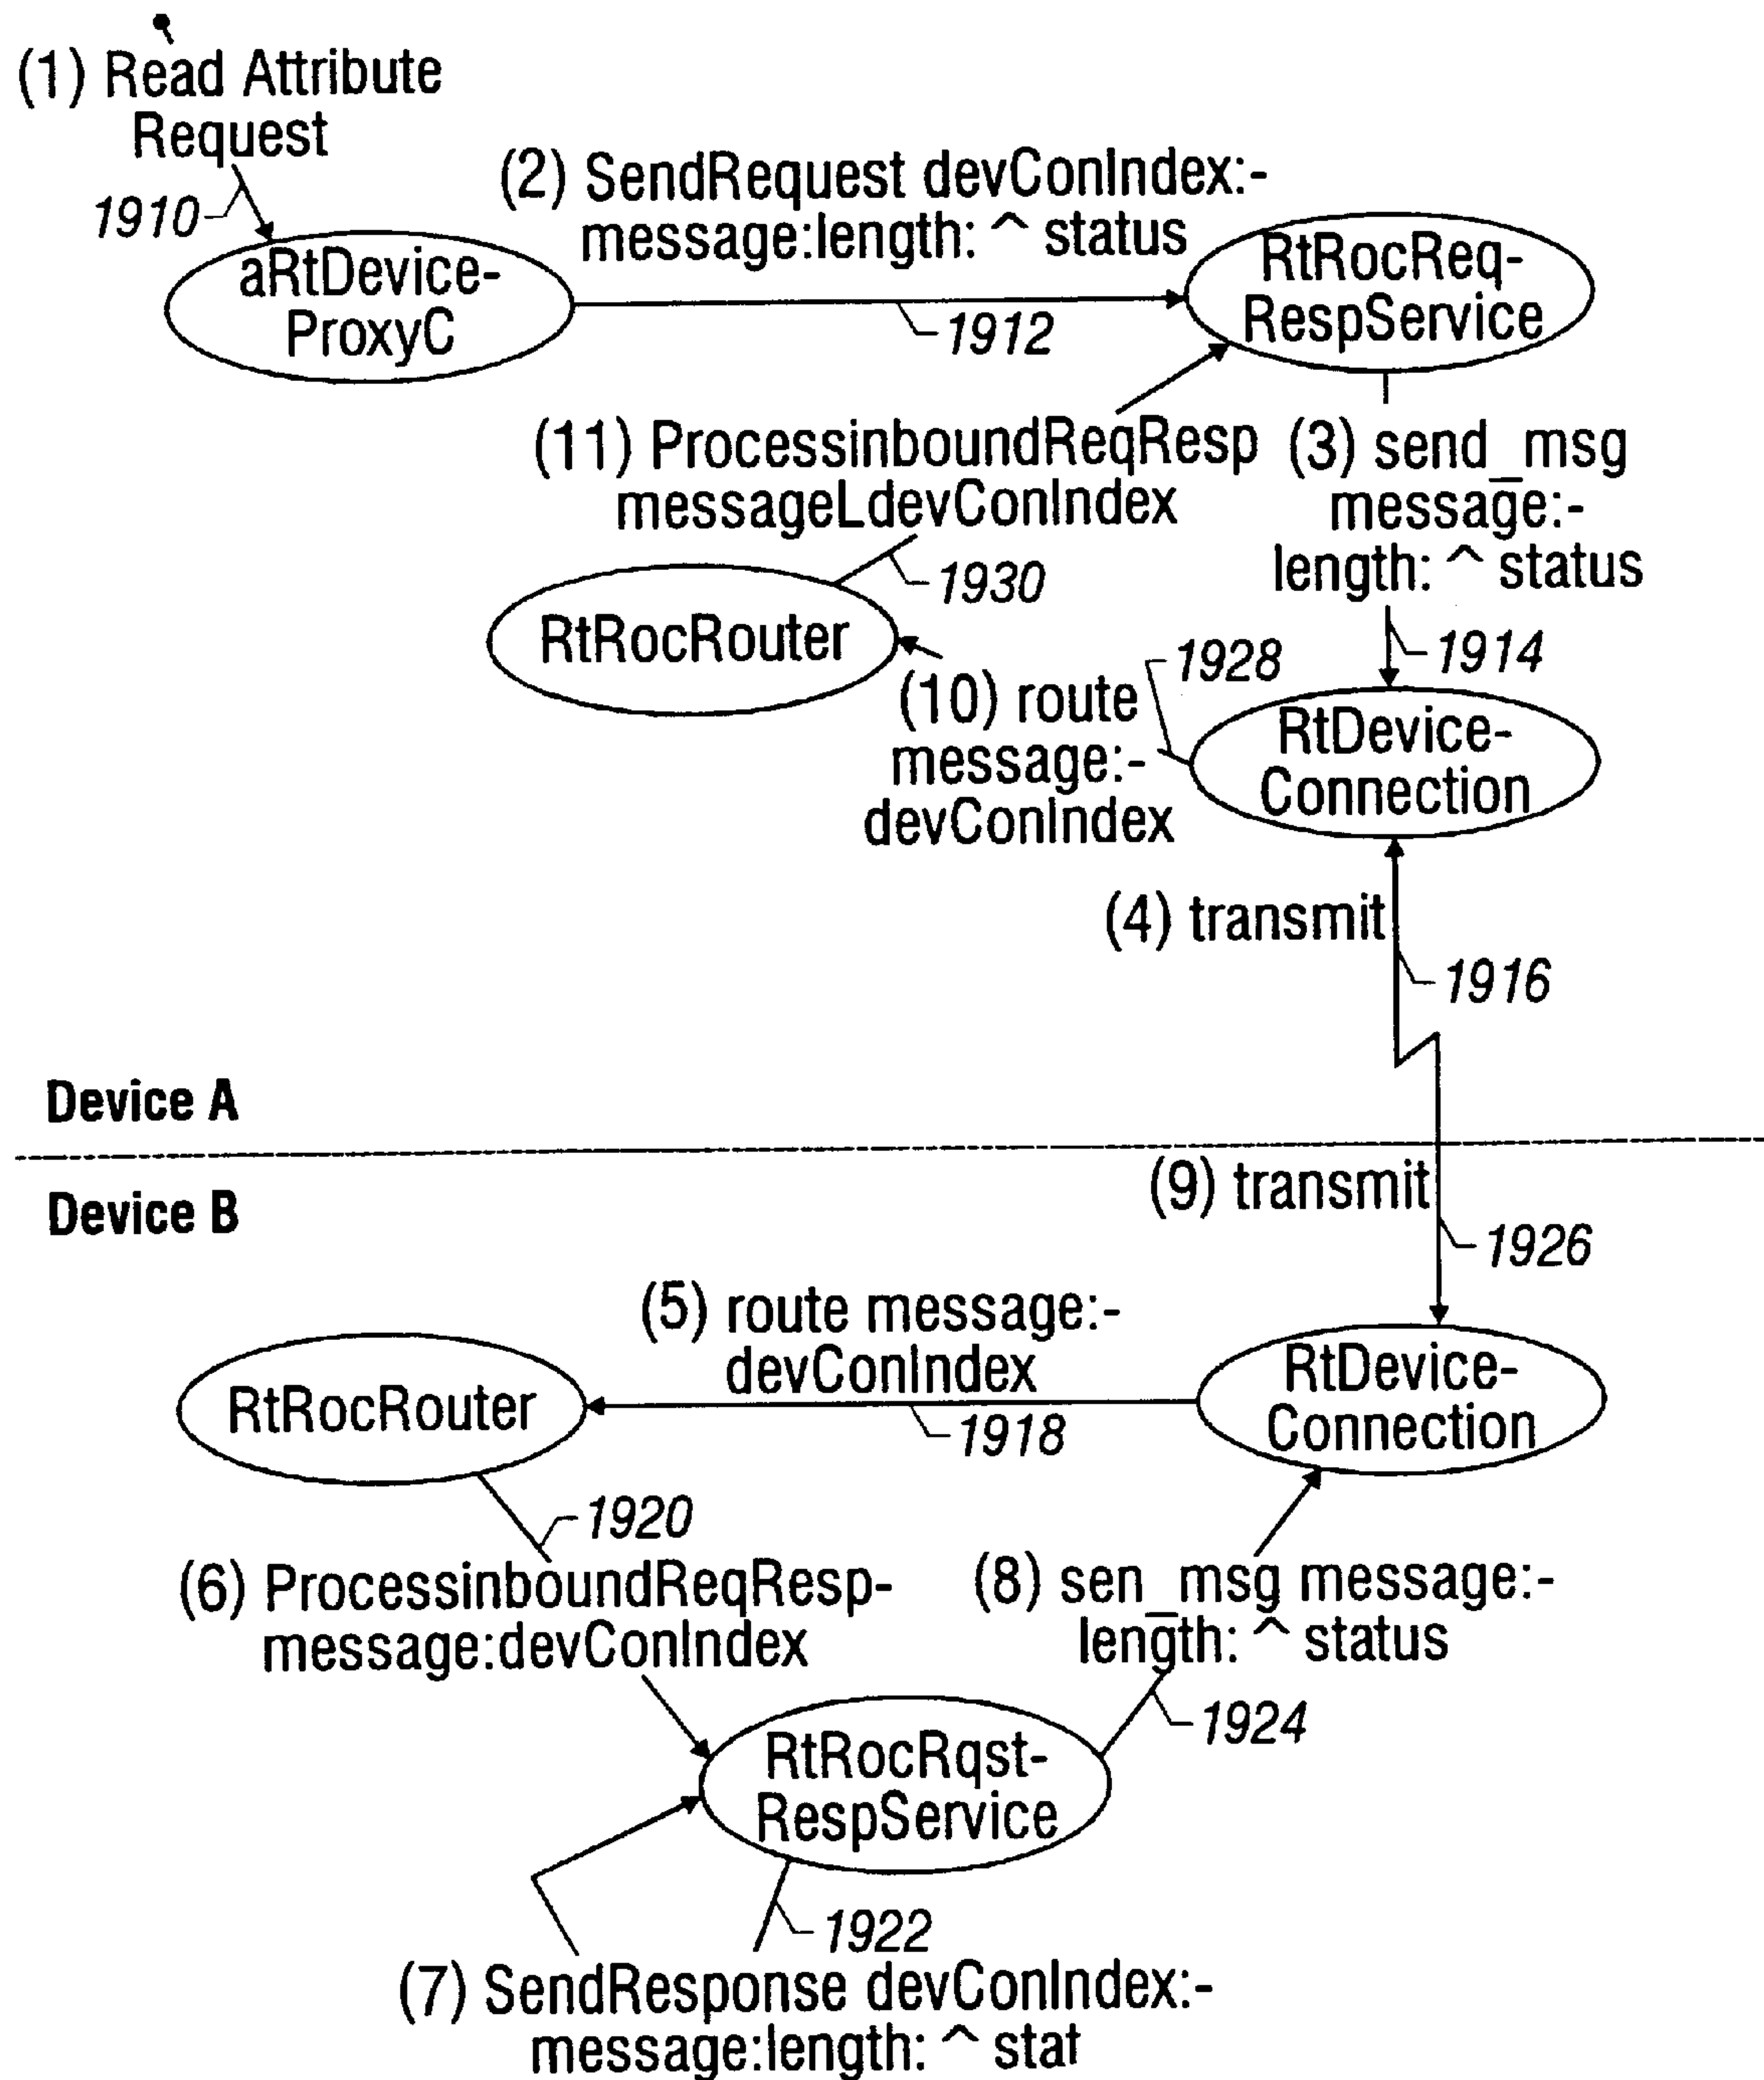 (1) Read Attribute
Request
1910
(2) SendRequest devConIndex:-
message:length: ^ status
aRtDevice-
ProxyC
1912
RtRocReq-
RespService
(11) ProcessinboundReqResp
messageLdevConIndex
(3) send_msg
message:-
length: ^ status
1930
RtRocRouter
1914
1928
(10) route
message:-
devConIndex
RtDevice-
Connection
(4) transmit
1916
Device A
Device B
(9) transmit
1926
(5) route message:-
devConIndex
RtRocRouter
1918
RtDevice-
Connection
1920
(6) ProcessinboundReqResp-
message:devConIndex
(8) sen_msg message:-
length: ^ status
1924
RtRocRqst-
RespService
1922
(7) SendResponse devConIndex:-
message:length: ^ stat